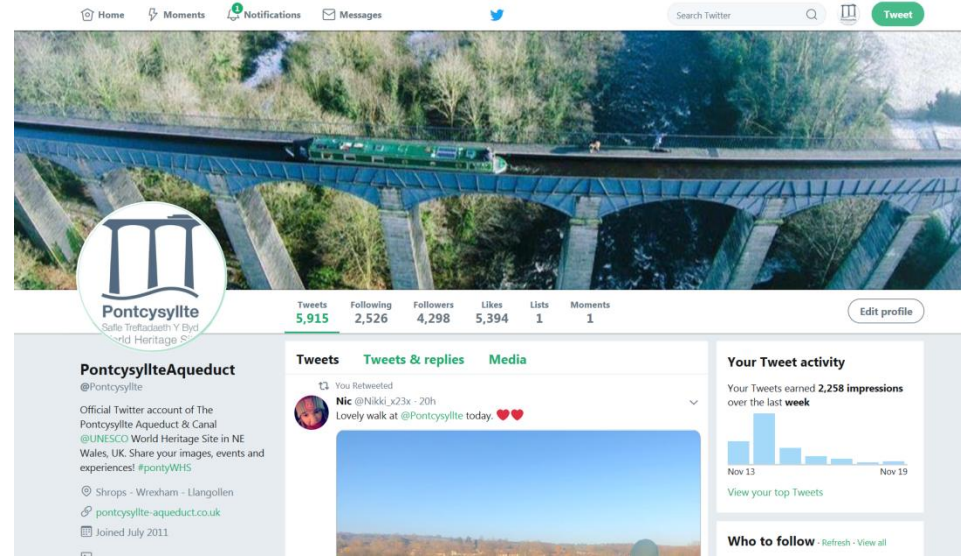 Home Moments 1 Notifications Messages Search Twitter Tweet
Pontcysyllte
Safle Treftadaeth Y Byd
World Heritage Site
Tweets Following Followers Likes Lists Moments
5,915 2,526 4,298 5,394 1 1
Edit profile
PontcysyllteAqueduct
@Pontcysyllte
Official Twitter account of The
Pontcysyllte Aqueduct & Canal
@UNESCO World Heritage Site in NE
Wales, UK. Share your images, events and
experiences! #pontyWHS
Shrops - Wrexham - Llangollen
pontcysyllte-aqueduct.co.uk
Joined July 2011
Tweets Tweets & replies Media
You Retweeted
Nic @Nikki_x23x · 20h
Lovely walk at @Pontcysyllte today.
Your Tweet activity
Your Tweets earned 2,258 impressions
over the last week
Nov 13 Nov 19
View your top Tweets
Who to follow · Refresh · View all